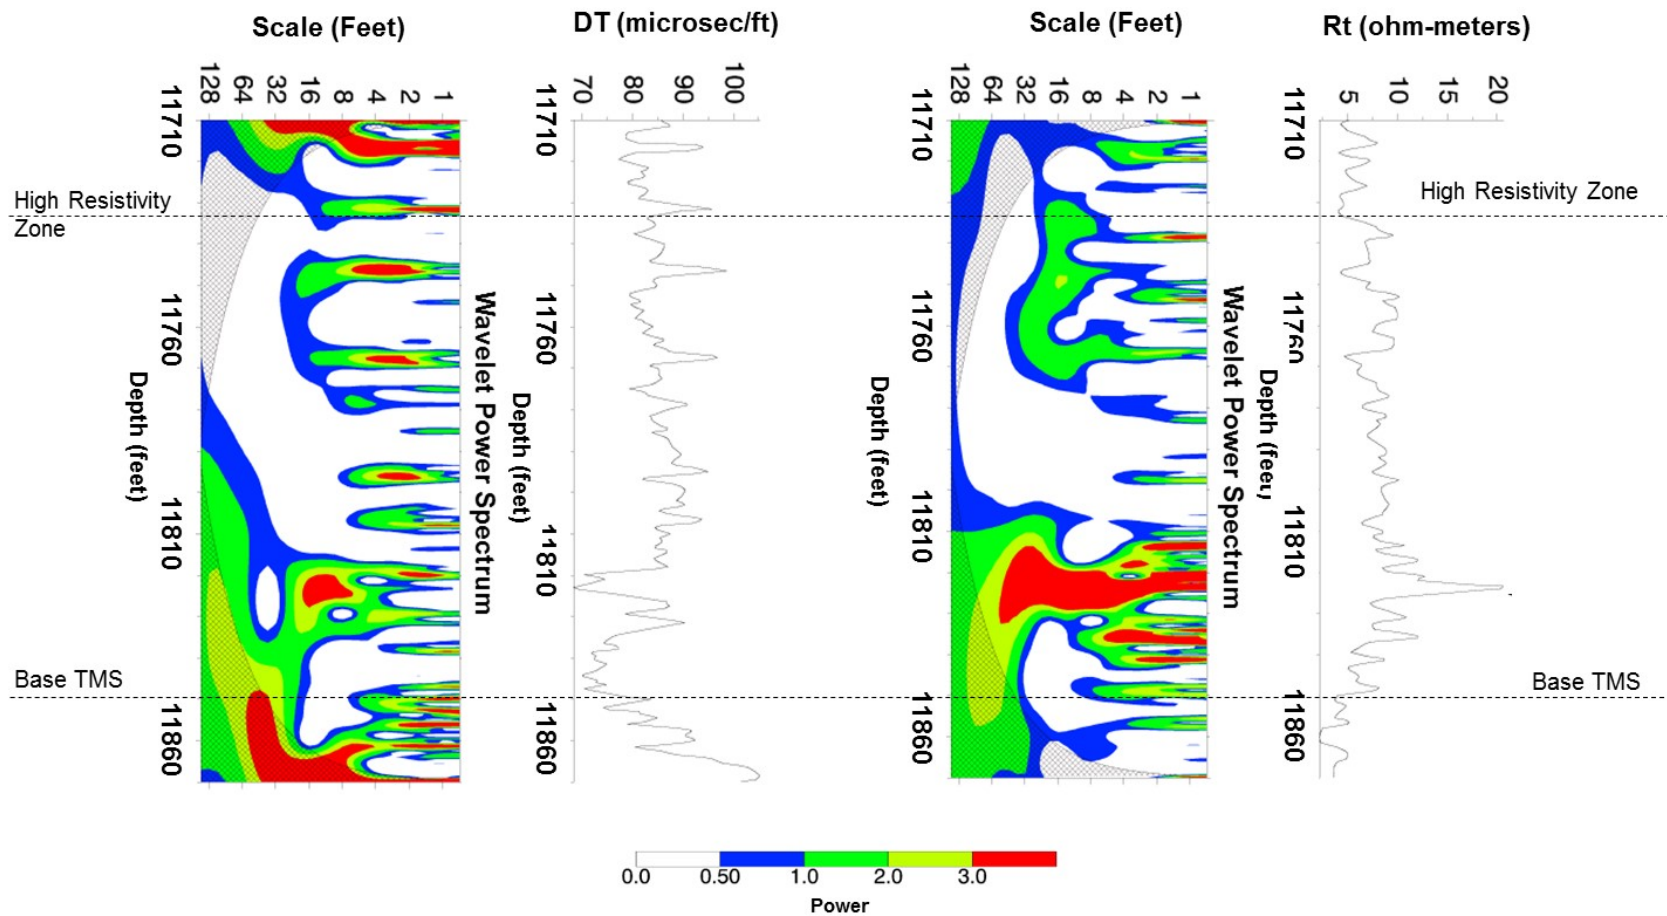 Scale (Feet)
DT (microsec/ft)
Scale (Feet)
Rt (ohm-meters)
128 64 32 16 8 4 2 1
70 80 90 100
128 64 32 16 8 4 2 1
5 10 15 20
11710
11710
11710
11710
High Resistivity
Zone
High Resistivity Zone
11760
11760
11760
Depth (feet)
Wavelet Power Spectrum
Depth (feet)
Depth (feet)
Wavelet Power Spectrum
Depth
11810
11810
11810
11810
Base TMS
Base TMS
11860
11860
11860
11860
0.0 0.50 1.0 2.0 3.0
Power